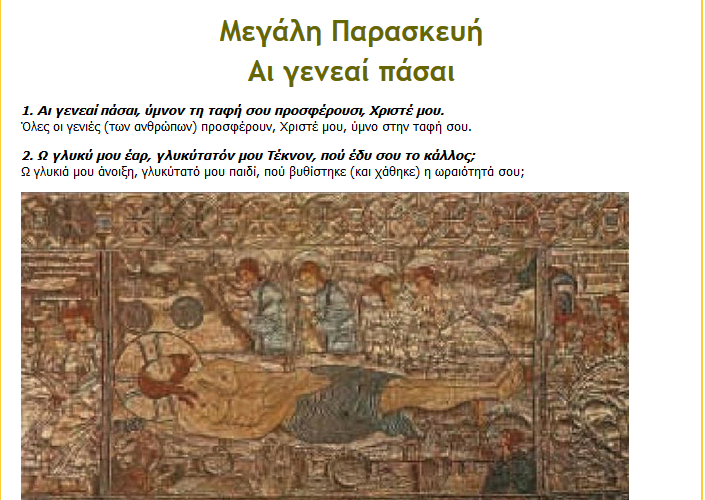 Μεγάλη Παρασκευή
Αι γενεαί πάσαι
1. Αι γενεαί πάσαι, ύμνον τη ταφή σου προσφέρουσι, Χριστέ μου.
Όλες οι γενιές (των ανθρώπων) προσφέρουν, Χριστέ μου, ύμνο στην ταφή σου.
2. Ω γλυκύ μου έαρ, γλυκύτατόν μου Τέκνον, πού έδυ σου το κάλλος;
Ω γλυκιά μου άνοιξη, γλυκύτατό μου παιδί, πού βυθίστηκε (και χάθηκε) η ωραιότητά σου;